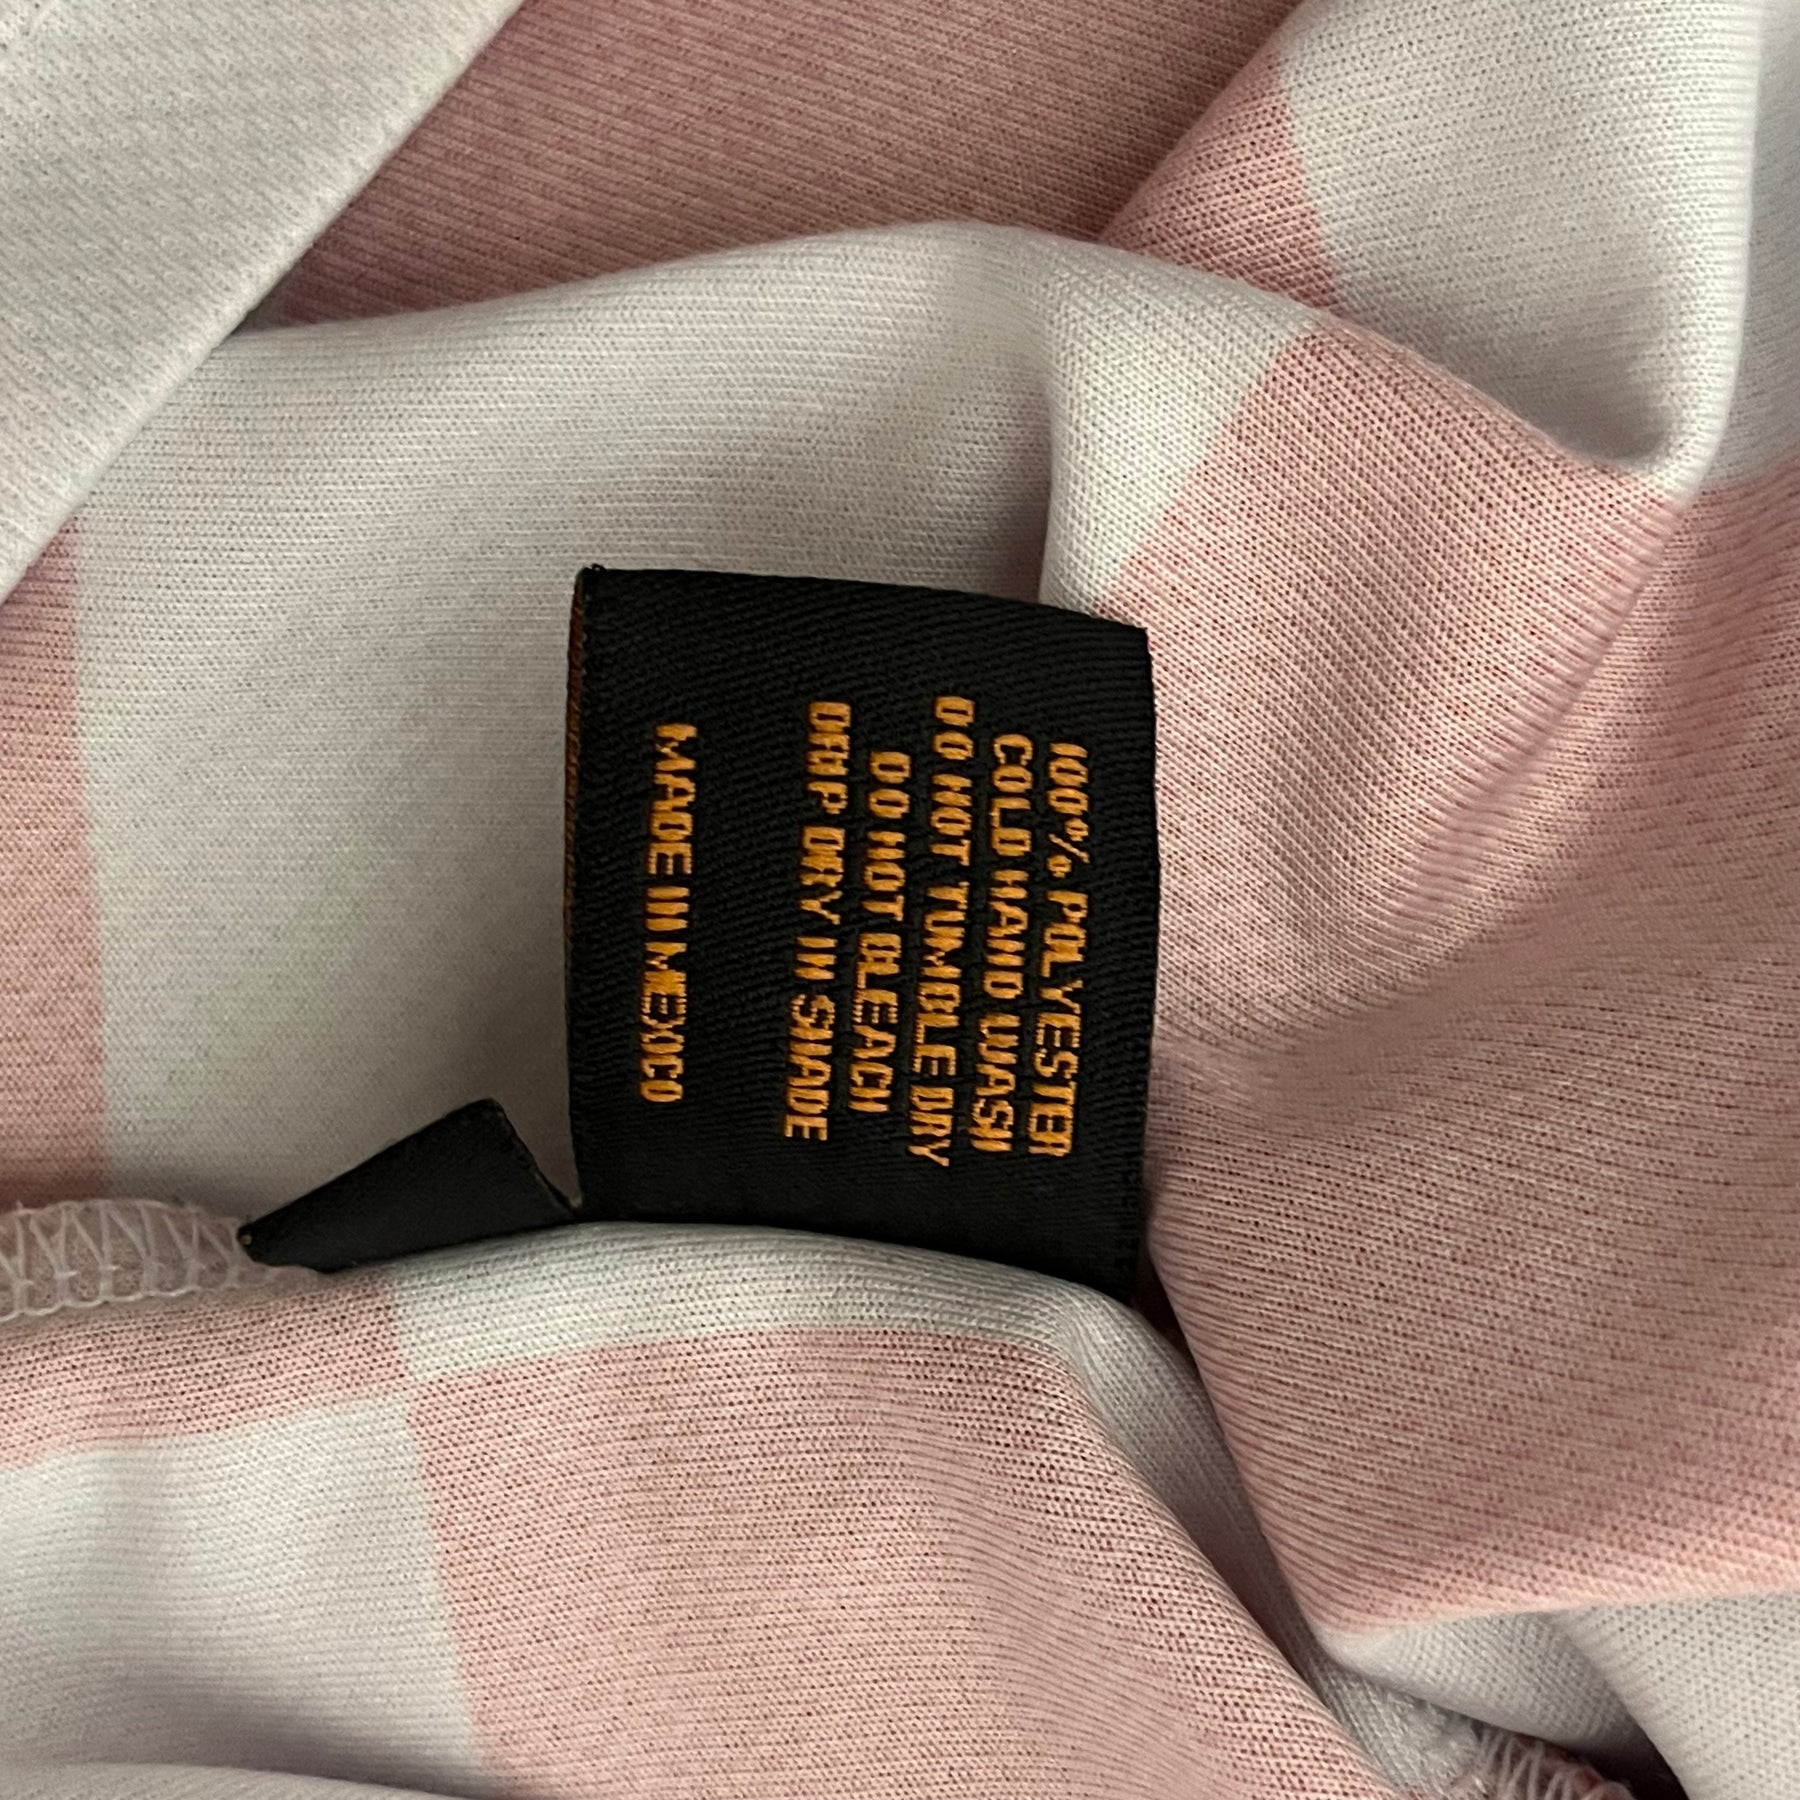 100% POLYESTER
COLD HAND WASH
DO NOT TUMBLE DRY
DO NOT BLEACH
DRIP DRY IN SHADE
MADE IN MEXICO